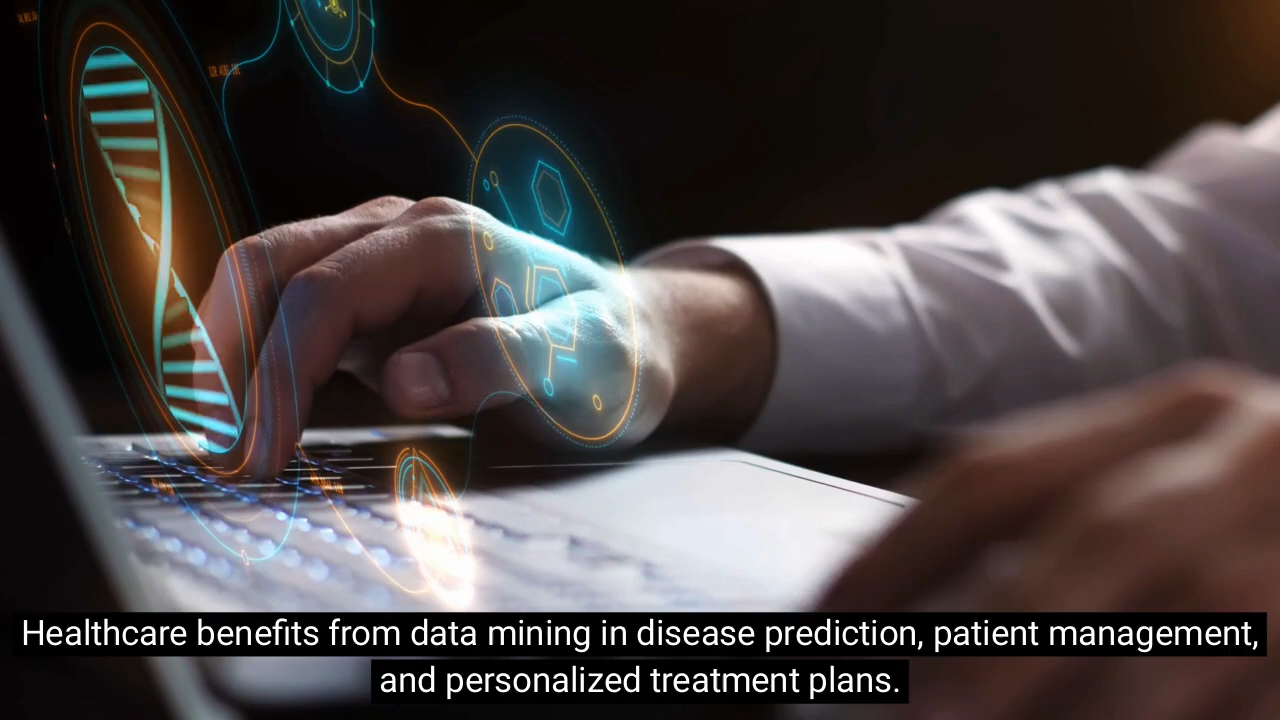 Healthcare benefits from data mining in disease prediction, patient management,
and personalized treatment plans.